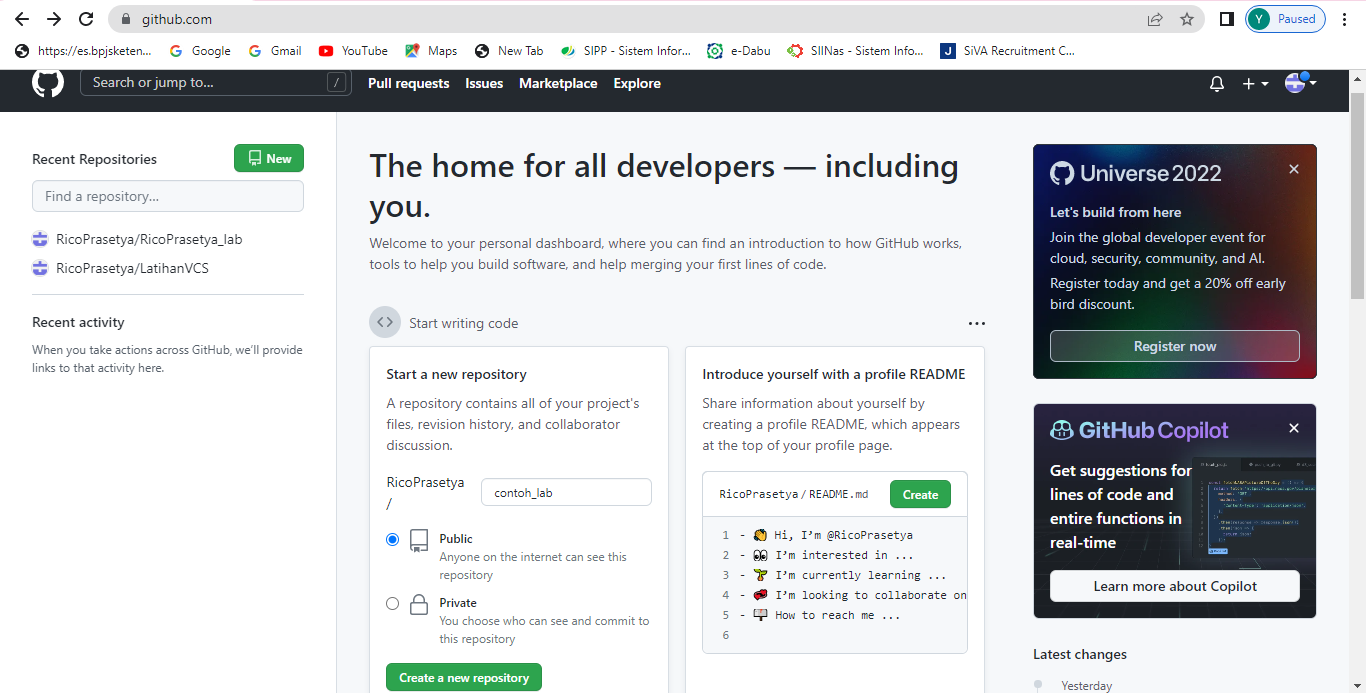 github.com
Y Paused
https://es.bpjsketen...
Google
Gmail
YouTube
Maps
New Tab
SIPP - Sistem Infor...
e-Dabu
SIINas - Sistem Info...
J SiVA Recruitment C...
Search or jump to...
/
Pull requests
Issues
Marketplace
Explore
Recent Repositories
New
Find a repository...
RicoPrasetya/RicoPrasetya_lab
RicoPrasetya/LatihanVCS
Recent activity
When you take actions across GitHub, we'll provide
links to that activity here.
The home for all developers — including
you.
Welcome to your personal dashboard, where you can find an introduction to how GitHub works,
tools to help you build software, and help merging your first lines of code.
Start writing code
Start a new repository
A repository contains all of your project's
files, revision history, and collaborator
discussion.
RicoPrasetya
/
contoh_lab
Public
Anyone on the internet can see this
repository
Private
You choose who can see and commit to
this repository
Create a new repository
Introduce yourself with a profile README
Share information about yourself by
creating a profile README, which appears
at the top of your profile page.
RicoPrasetya / README.md
Create
1 - 👋 Hi, I'm @RicoPrasetya
2 - 👀 I'm interested in ...
3 - 🌱 I'm currently learning ...
4 - 💞️ I'm looking to collaborate on
5 - 📫 How to reach me ...
6
Universe 2022
Let's build from here
Join the global developer event for
cloud, security, community, and AI.
Register today and get a 20% off early
bird discount.
Register now
GitHub Copilot
Get suggestions for
lines of code and
entire functions in
real-time
Learn more about Copilot
Latest changes
Yesterday